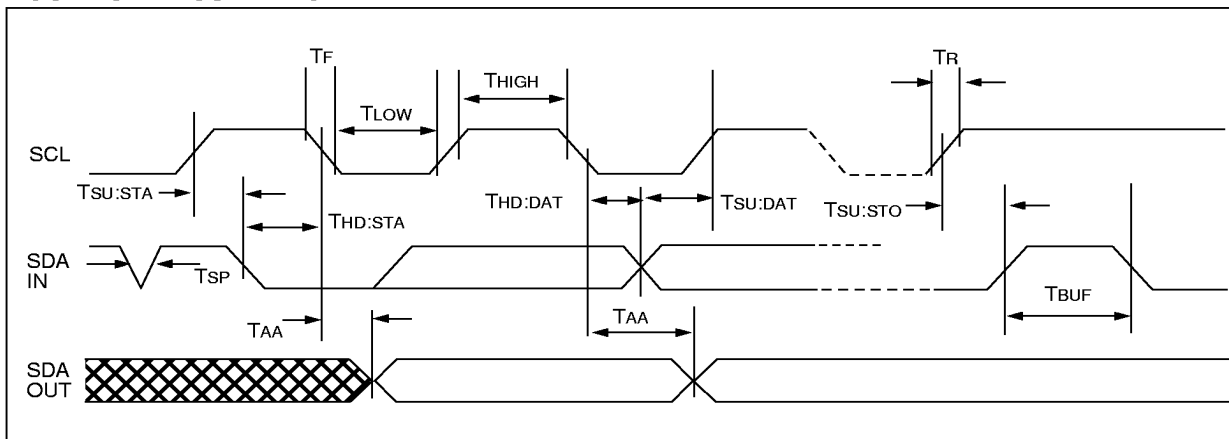 TF
TR
THIGH
TLOW
SCL
TSU:STA
THD:DAT
TSU:DAT
TSU:STO
THD:STA
SDA
IN
TSP
TBUF
TAA
TAA
SDA
OUT